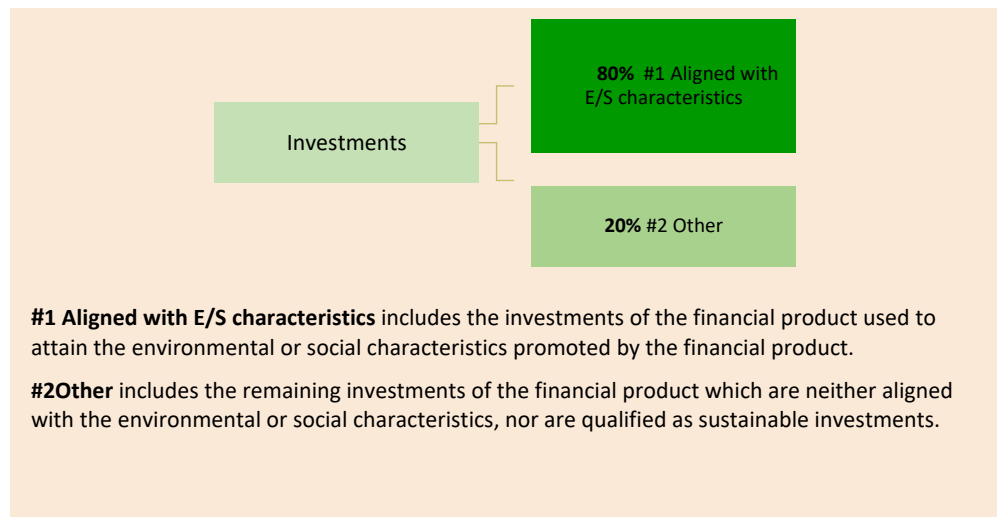 80% #1 Aligned with
E/S characteristics
Investments
20% #2 Other
#1 Aligned with E/S characteristics includes the investments of the financial product used to
attain the environmental or social characteristics promoted by the financial product.
#2Other includes the remaining investments of the financial product which are neither aligned
with the environmental or social characteristics, nor are qualified as sustainable investments.